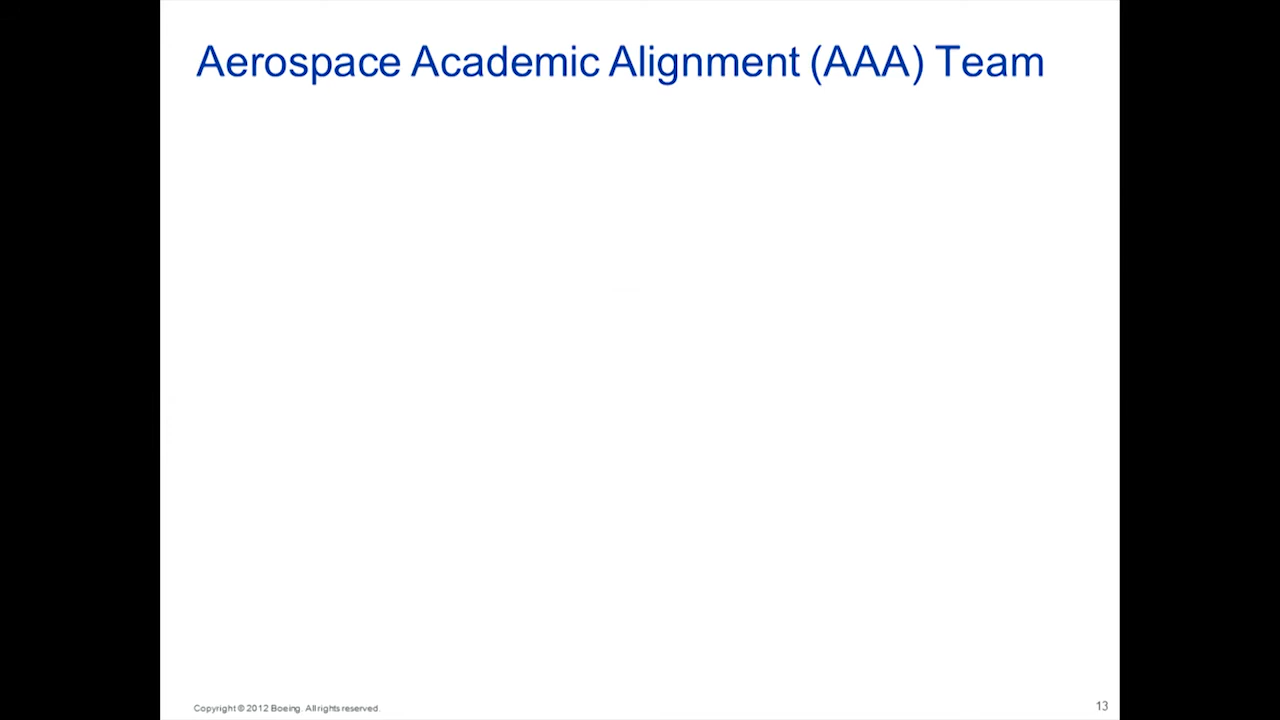 Aerospace Academic Alignment (AAA) Team
Copyright © 2012 Boeing. All rights reserved.
13